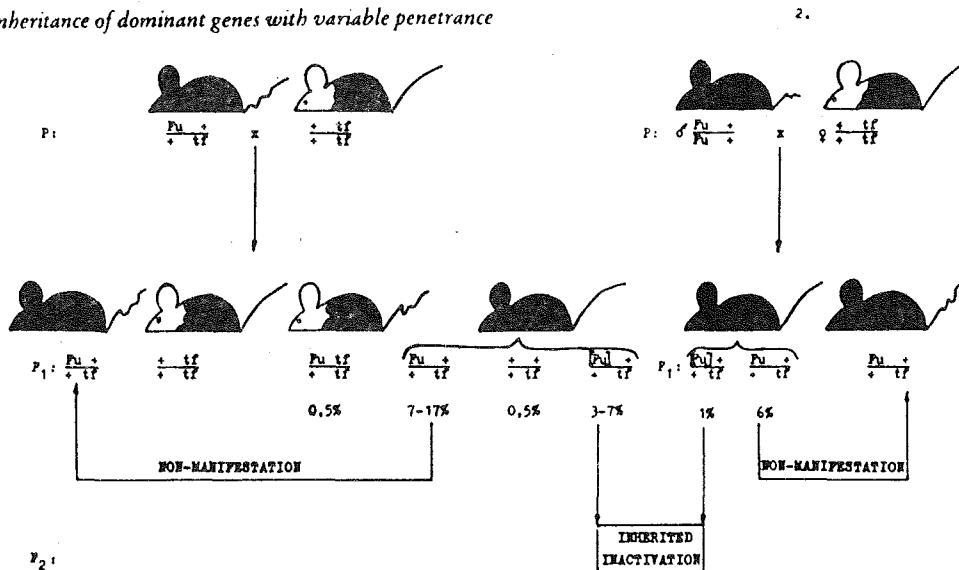 nheritance of dominant genes with variable penetrance
2.
P: Fu + / + tf x + tf / + tf
P: ♂ Fu + / Fu + x ♀ + tf / + tf
F1: Fu + / + tf
+ tf / + tf
Fu tf / + tf
Fu + / + tf
+ + / + tf
[Fu] + / + tf
F1: [Fu] + / + tf
Fu + / + tf
Fu + / + tf
0,5% 7-17% 0,5% 3-7% 1% 6%
NON-MANIFESTATION
NON-MANIFESTATION
INHERITED
INACTIVATION
F2: